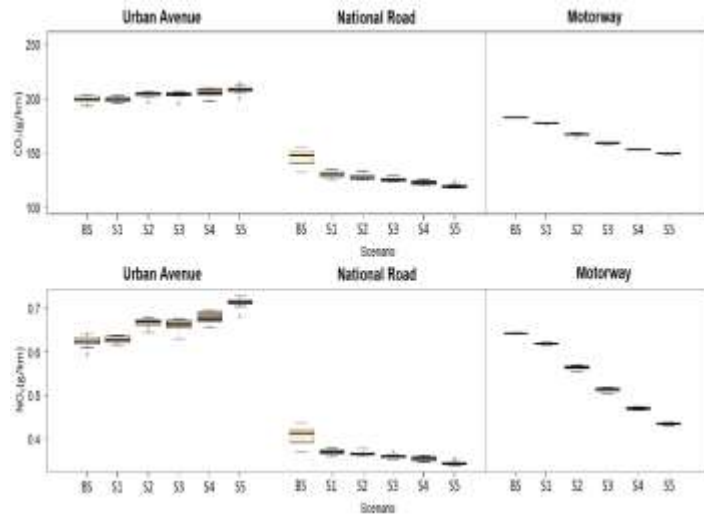 Urban Avenue National Road Motorway
250
200
150
100
CO₂(g/km)
BS S1 S2 S3 S4 S5 BS S1 S2 S3 S4 S5 BS S1 S2 S3 S4 S5
Scenario
Urban Avenue National Road Motorway
0.7
0.6
0.5
0.4
NOₓ(g/km)
BS S1 S2 S3 S4 S5 BS S1 S2 S3 S4 S5 BS S1 S2 S3 S4 S5
Scenario